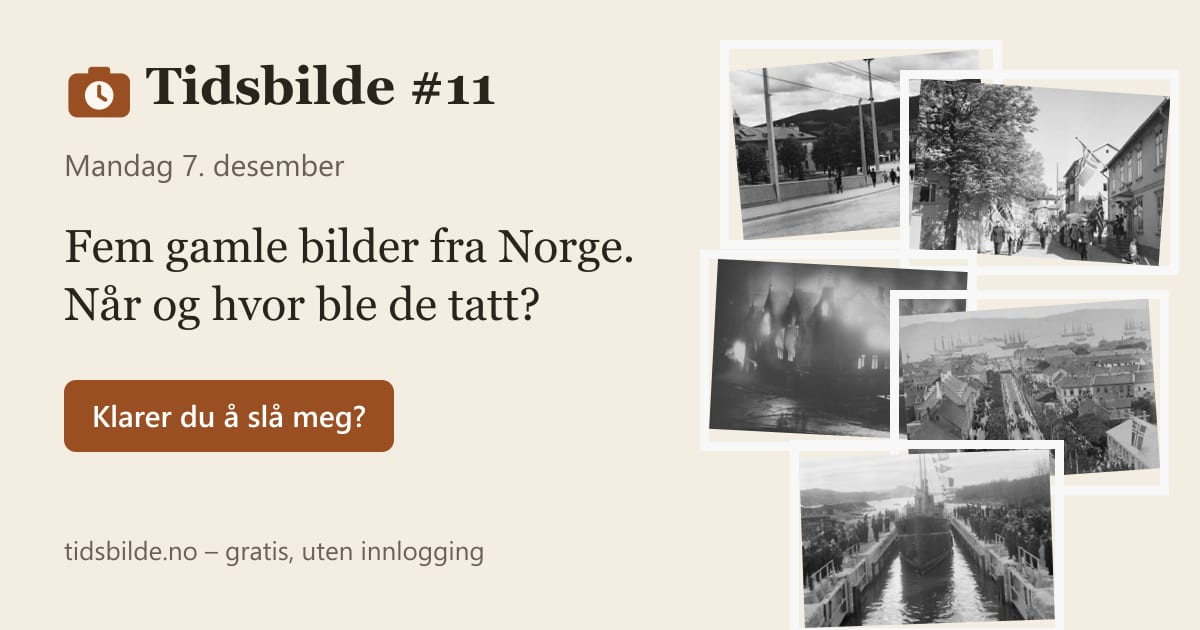 Tidsbilde #11
Mandag 7. desember
Fem gamle bilder fra Norge.
Når og hvor ble de tatt?
Klarer du å slå meg?
tidsbilde.no – gratis, uten innlogging